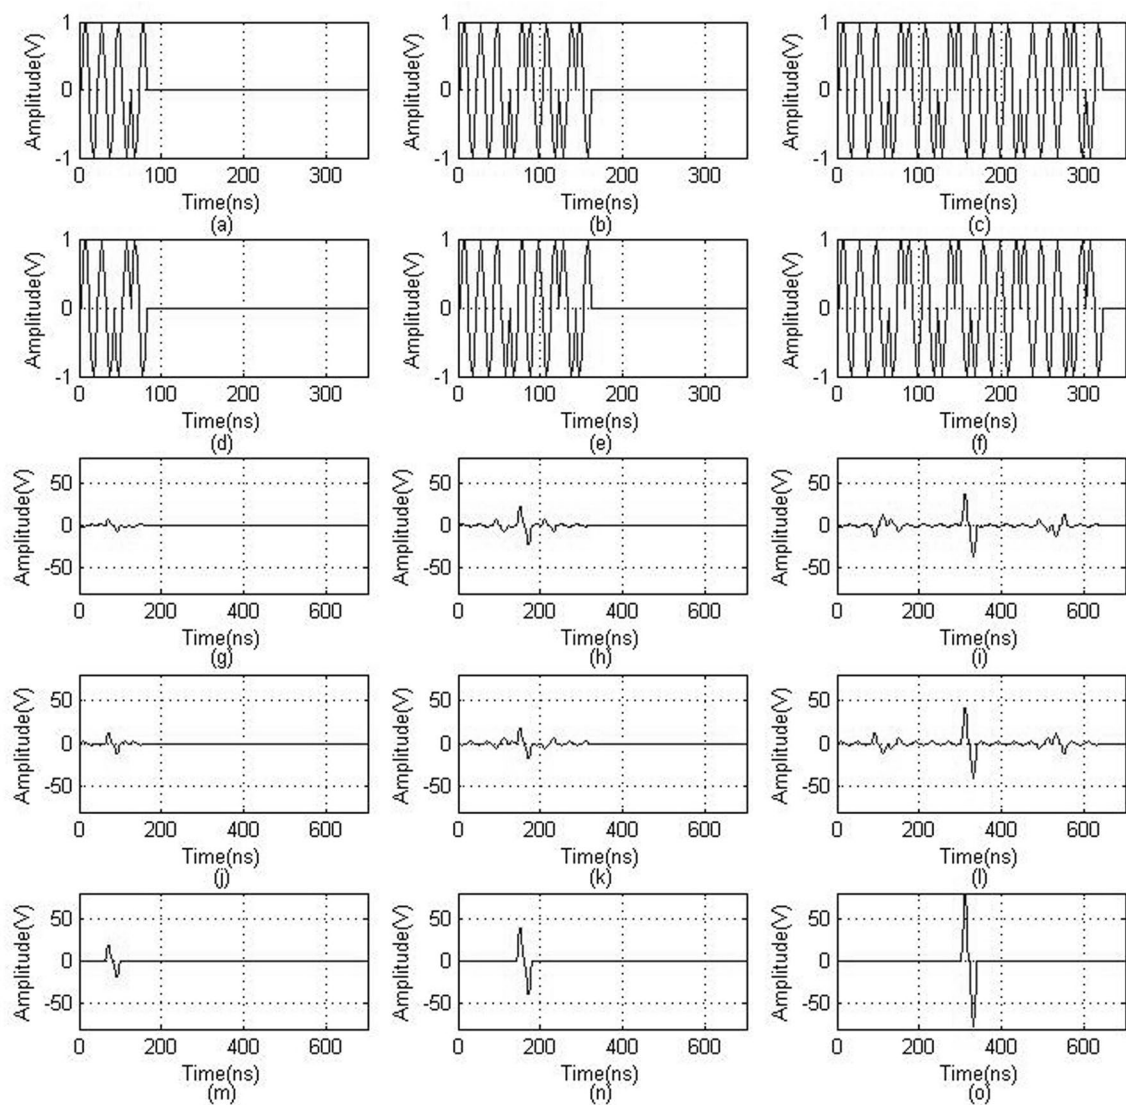 1
0
-1
Amplitude(V)
0 100 200 300
Time(ns)
(a)
1
0
-1
Amplitude(V)
0 100 200 300
Time(ns)
(b)
1
0
-1
Amplitude(V)
0 100 200 300
Time(ns)
(c)
1
0
-1
Amplitude(V)
0 100 200 300
Time(ns)
(d)
1
0
-1
Amplitude(V)
0 100 200 300
Time(ns)
(e)
1
0
-1
Amplitude(V)
0 100 200 300
Time(ns)
(f)
50
0
-50
Amplitude(V)
0 200 400 600
Time(ns)
(g)
50
0
-50
Amplitude(V)
0 200 400 600
Time(ns)
(h)
50
0
-50
Amplitude(V)
0 200 400 600
Time(ns)
(i)
50
0
-50
Amplitude(V)
0 200 400 600
Time(ns)
(j)
50
0
-50
Amplitude(V)
0 200 400 600
Time(ns)
(k)
50
0
-50
Amplitude(V)
0 200 400 600
Time(ns)
(l)
50
0
-50
Amplitude(V)
0 200 400 600
Time(ns)
(m)
50
0
-50
Amplitude(V)
0 200 400 600
Time(ns)
(n)
50
0
-50
Amplitude(V)
0 200 400 600
Time(ns)
(o)